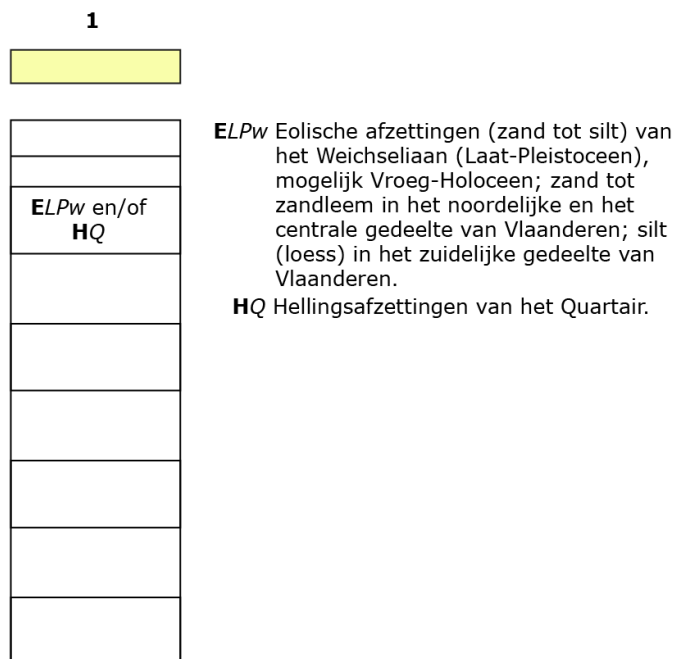 1
ELPw en/of
HQ
ELPw Eolische afzettingen (zand tot silt) van
het Weichseliaan (Laat-Pleistoceen),
mogelijk Vroeg-Holoceen; zand tot
zandleem in het noordelijke en het
centrale gedeelte van Vlaanderen; silt
(loess) in het zuidelijke gedeelte van
Vlaanderen.
HQ Hellingsafzettingen van het Quartair.